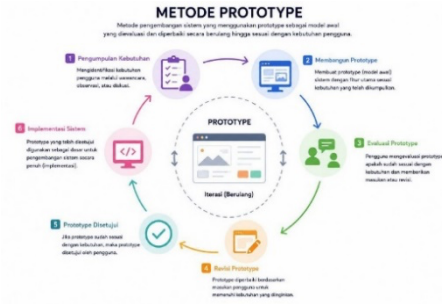 METODE PROTOTYPE
Metode pengembangan sistem yang menggunakan prototype sebagai model awal
yang dievaluasi dan diperbaiki secara berulang hingga sesuai dengan kebutuhan pengguna.
1 Pengumpulan Kebutuhan
Mengidentifikasi kebutuhan
pengguna melalui wawancara,
observasi, atau diskusi.
2 Membangun Prototype
Membuat prototype (model awal)
sistem dengan fitur utama sesuai
kebutuhan yang telah dikumpulkan.
3 Evaluasi Prototype
Pengguna mengevaluasi prototype
apakah sudah sesuai dengan
kebutuhan dan memberikan
masukan atau revisi.
4 Revisi Prototype
Prototype diperbaiki berdasarkan
masukan pengguna untuk
memenuhi kebutuhan yang diinginkan.
5 Prototype Disetujui
Jika prototype sudah sesuai
dengan kebutuhan, maka prototype
disetujui oleh pengguna.
6 Implementasi Sistem
Prototype yang telah disetujui
digunakan sebagai dasar untuk
pengembangan sistem secara
penuh (implementasi).
PROTOTYPE
Iterasi (Berulang)